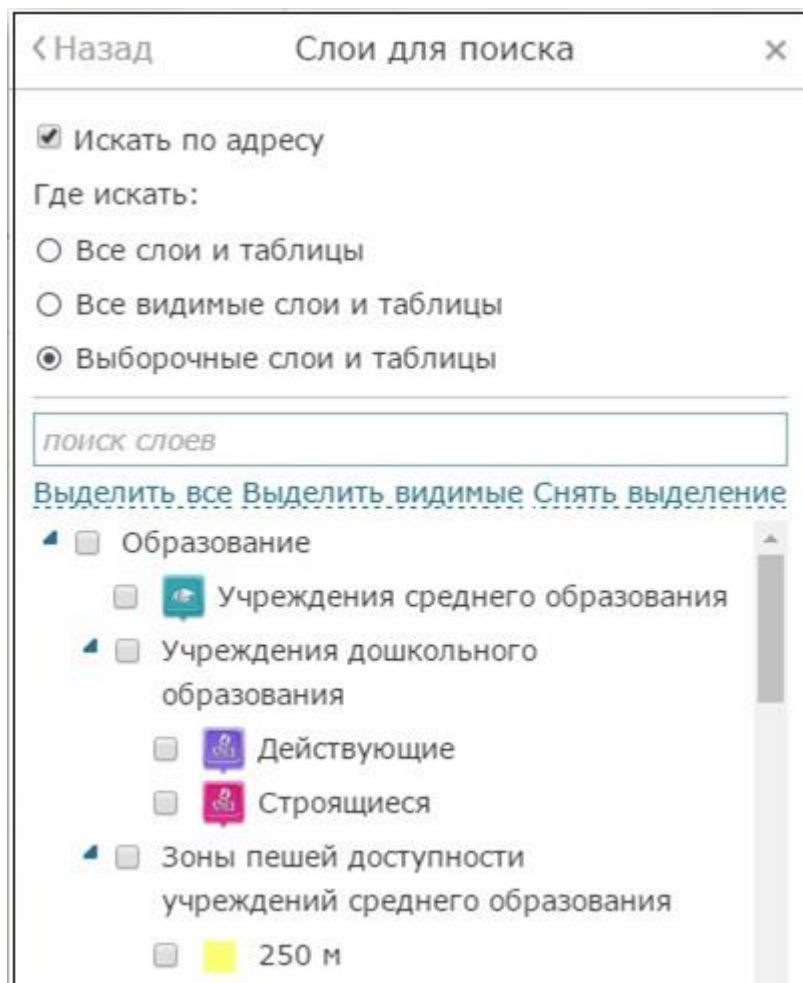 Назад Слои для поиска
Искать по адресу
Где искать:
Все слои и таблицы
Все видимые слои и таблицы
Выборочные слои и таблицы
поиск слоев
Выделить все Выделить видимые Снять выделение
Образование
Учреждения среднего образования
Учреждения дошкольного
образования
Действующие
Строящиеся
Зоны пешей доступности
учреждений среднего образования
250 м